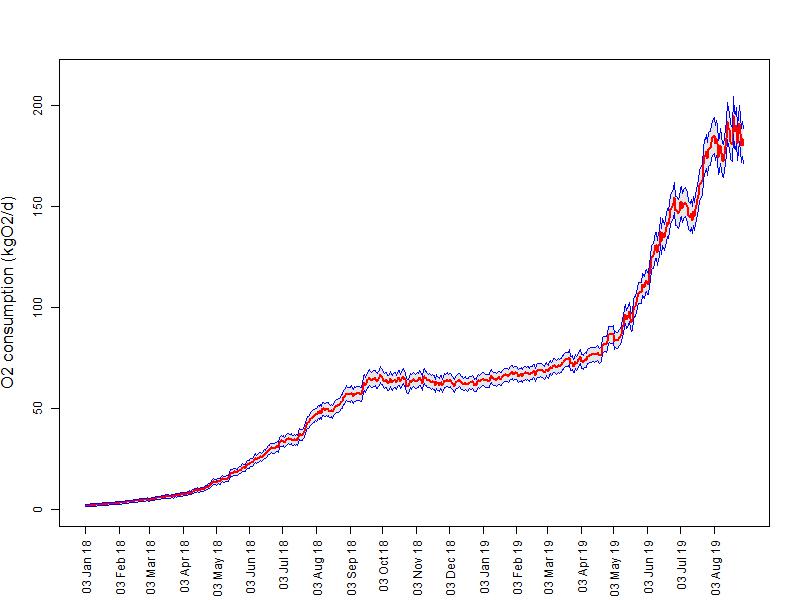 O2 consumption (kgO2/d)
200
150
100
50
0
03 Jan 18
03 Feb 18
03 Mar 18
03 Apr 18
03 May 18
03 Jun 18
03 Jul 18
03 Aug 18
03 Sep 18
03 Oct 18
03 Nov 18
03 Dec 18
03 Jan 19
03 Feb 19
03 Mar 19
03 Apr 19
03 May 19
03 Jun 19
03 Jul 19
03 Aug 19